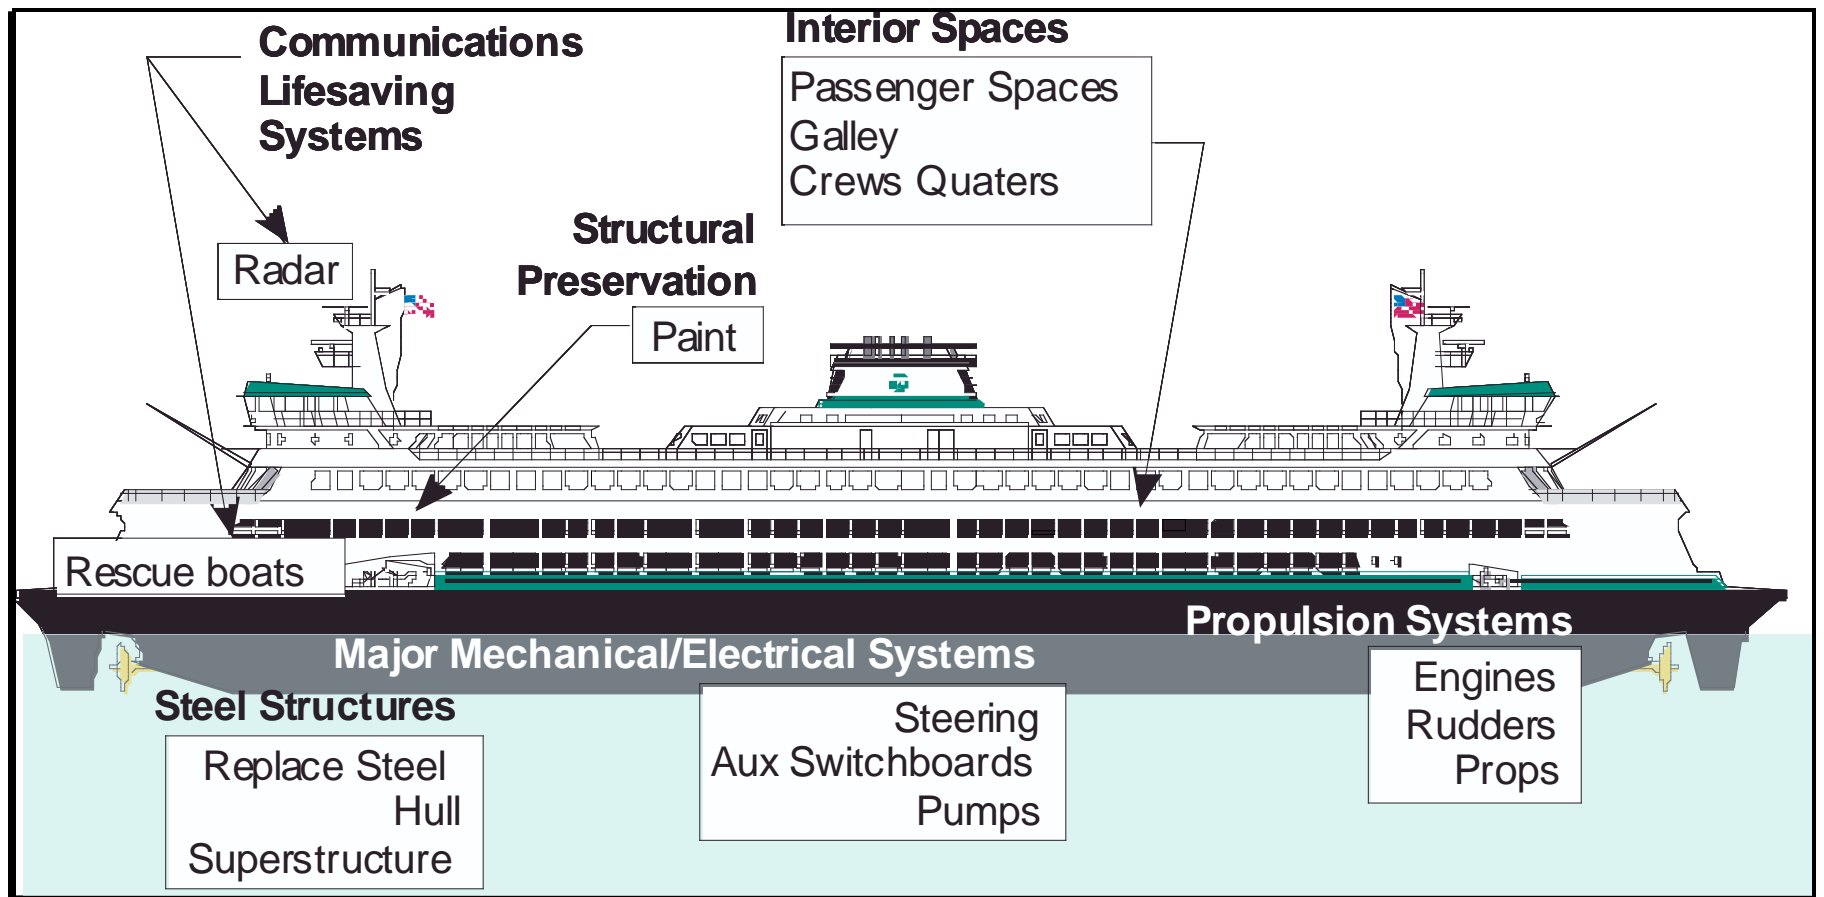 Communications
Lifesaving
Systems
Radar
Rescue boats
Structural
Preservation
Paint
Interior Spaces
Passenger Spaces
Galley
Crews Quaters
Major Mechanical/Electrical Systems
Steering
Aux Switchboards
Pumps
Steel Structures
Replace Steel
Hull
Superstructure
Propulsion Systems
Engines
Rudders
Props